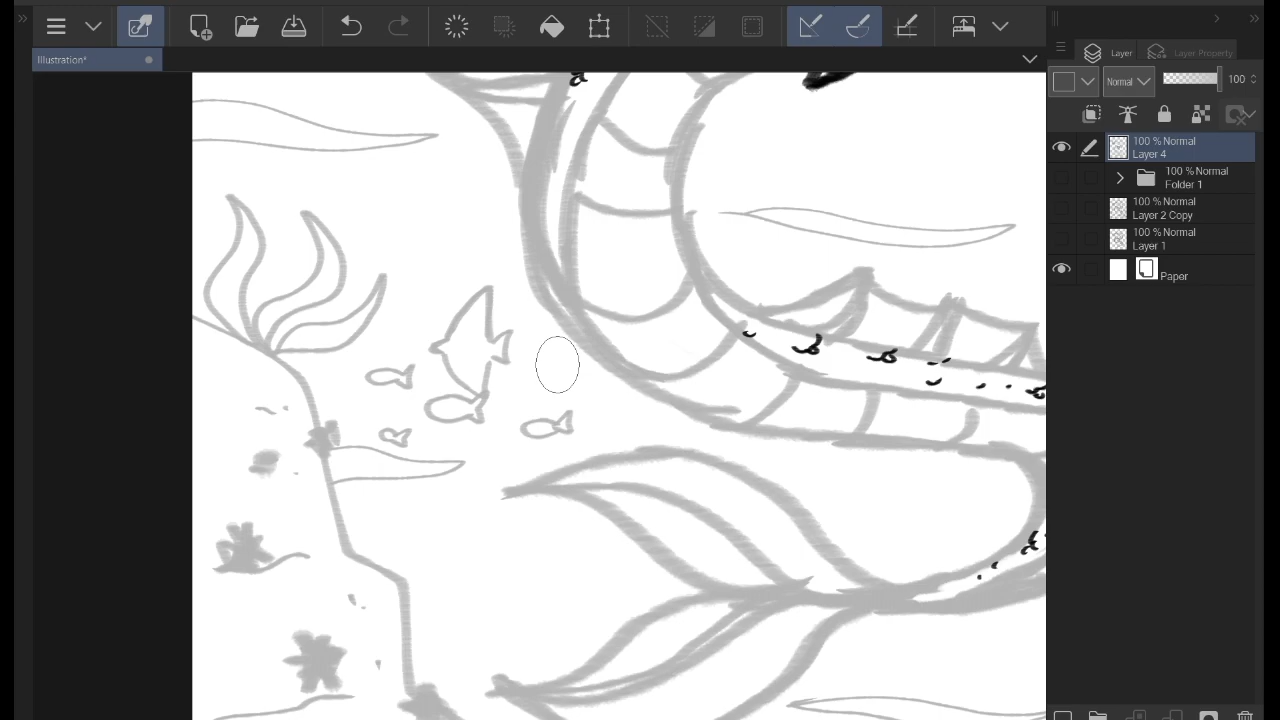 Illustration*
Layer
Layer Property
Normal
100
100 % Normal
Layer 4
100 % Normal
Folder 1
100 % Normal
Layer 2 Copy
100 % Normal
Layer 1
Paper